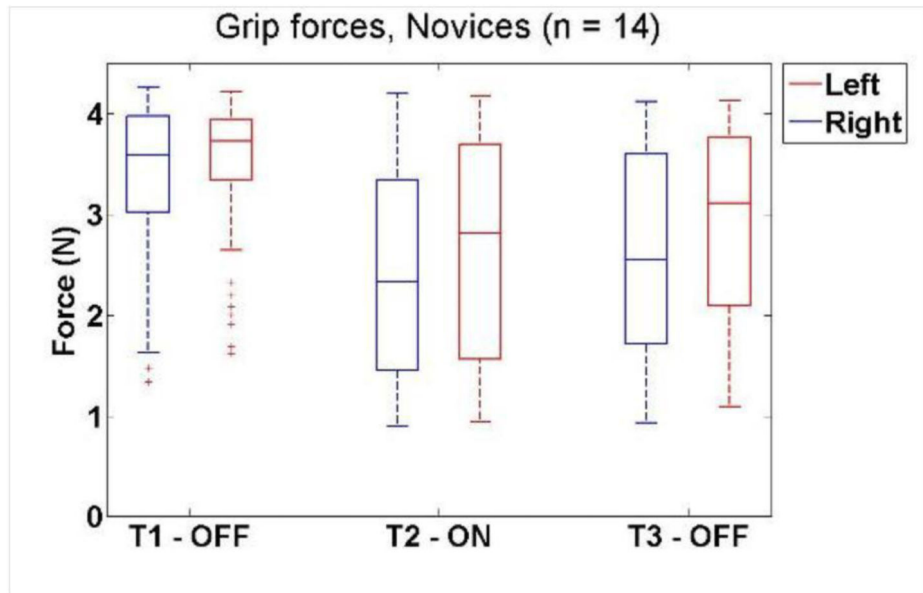 Grip forces, Novices (n = 14)
Left
Right
Force (N)
4
3
2
1
0
T1 - OFF
T2 - ON
T3 - OFF